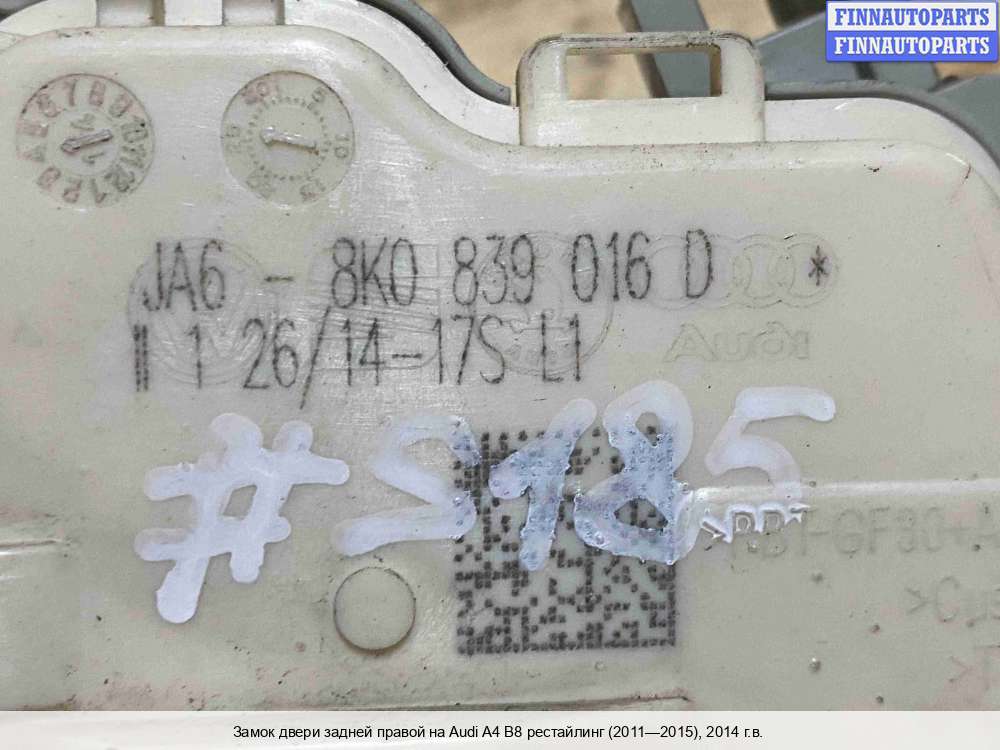 FINNAUTOPARTS
FINNAUTOPARTS
JA6 - 8K0 839 016 D *
1 26/14-17S L1
Audi
#S185
Замок двери задней правой на Audi A4 B8 рестайлинг (2011—2015), 2014 г.в.